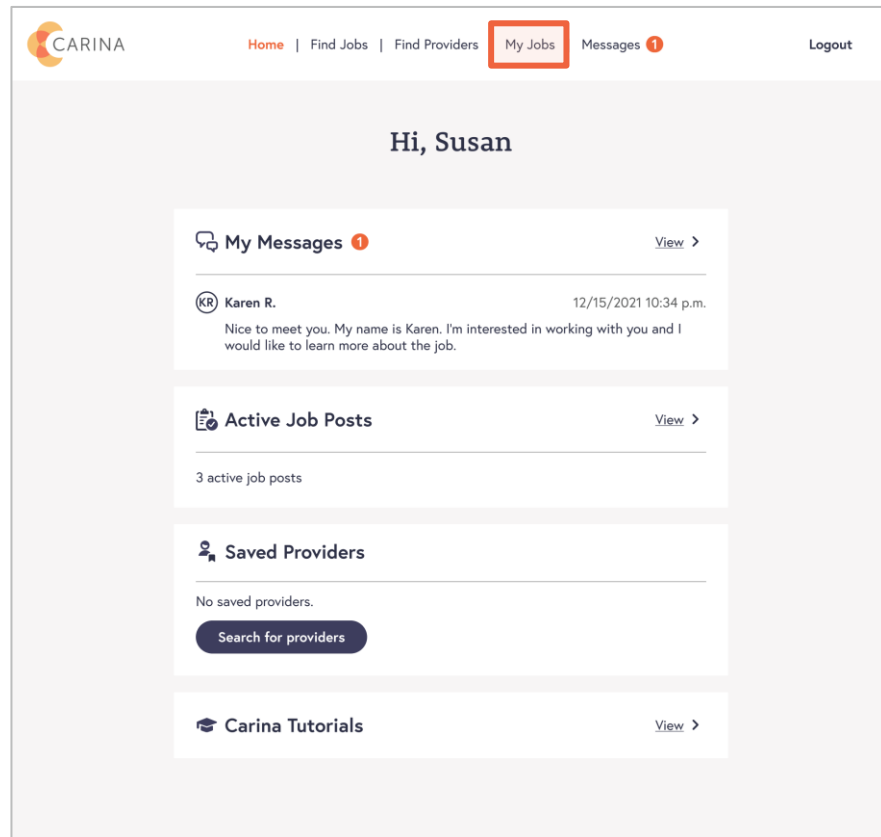 CARINA
Home | Find Jobs | Find Providers My Jobs Messages 1 Logout
Hi, Susan
My Messages 1 View >
KR Karen R. 12/15/2021 10:34 p.m.
Nice to meet you. My name is Karen. I'm interested in working with you and I
would like to learn more about the job.
Active Job Posts View >
3 active job posts
Saved Providers
No saved providers.
Search for providers
Carina Tutorials View >